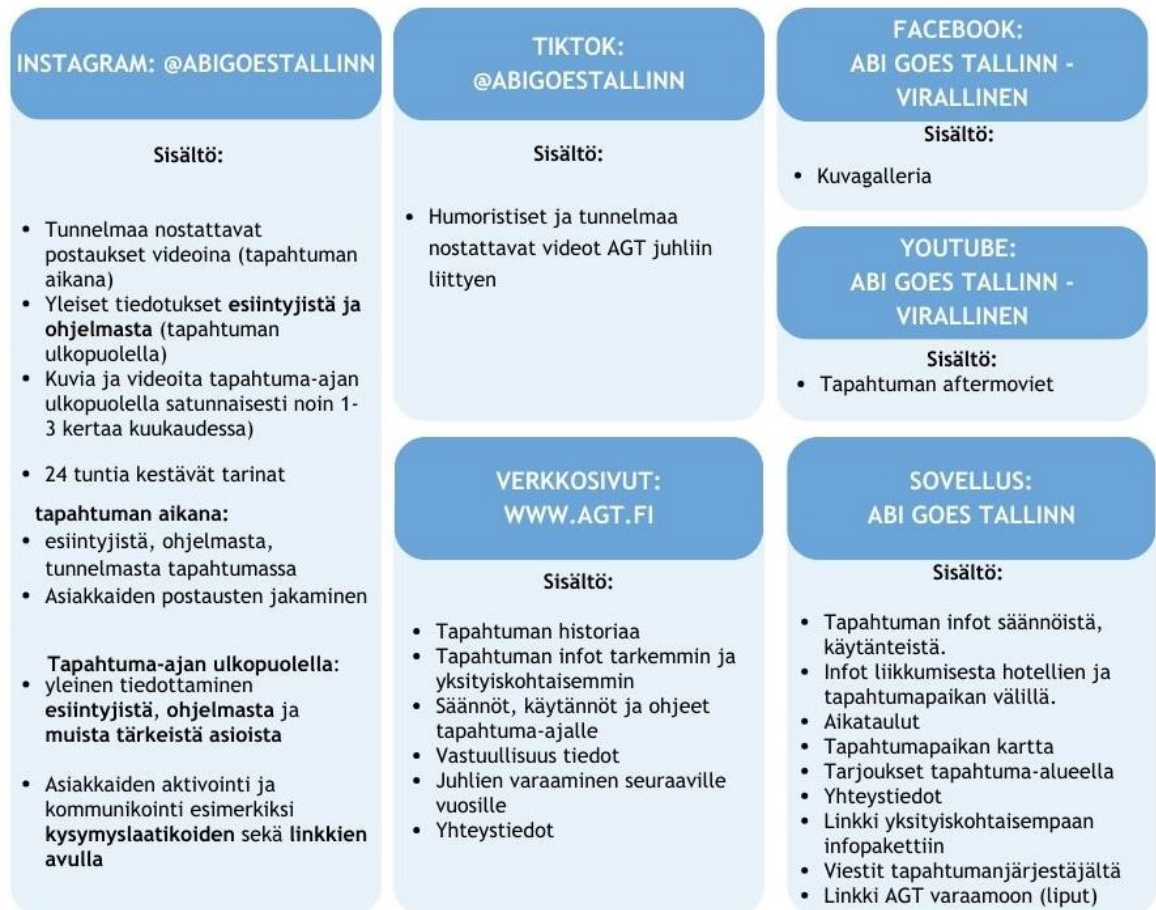 INSTAGRAM: @ABIGOESTALLINN
Sisältö:
• Tunnelmaa nostattavat
postaukset videoina (tapahtuman
aikana)
• Yleiset tiedotukset esiintyjistä ja
ohjelmasta (tapahtuman
ulkopuolella)
• Kuvia ja videoita tapahtuma-ajan
ulkopuolella satunnaisesti noin 1-
3 kertaa kuukaudessa)
• 24 tuntia kestävät tarinat
tapahtuman aikana:
• esiintyjistä, ohjelmasta,
tunnelmasta tapahtumassa
• Asiakkaiden postausten jakaminen
Tapahtuma-ajan ulkopuolella:
• yleinen tiedottaminen
esiintyjistä, ohjelmasta ja
muista tärkeistä asioista
• Asiakkaiden aktivointi ja
kommunikointi esimerkiksi
kysymyslaatikoiden sekä linkkien
avulla
TIKTOK:
@ABIGOESTALLINN
Sisältö:
• Humoristiset ja tunnelmaa
nostattavat videot AGT juhliin
liittyen
FACEBOOK:
ABI GOES TALLINN -
VIRALLINEN
Sisältö:
• Kuvagalleria
YOUTUBE:
ABI GOES TALLINN -
VIRALLINEN
Sisältö:
• Tapahtuman aftermoviet
VERKKOSIVUT:
WWW.AGT.FI
Sisältö:
• Tapahtuman historiaa
• Tapahtuman infot tarkemmin ja
yksityiskohtaisemmin
• Säännöt, käytännöt ja ohjeet
tapahtuma-ajalle
• Vastuullisuus tiedot
• Juhlien varaaminen seuraaville
vuosille
• Yhteystiedot
SOVELLUS:
ABI GOES TALLINN
Sisältö:
• Tapahtuman infot säännöistä,
käytänteistä.
• Infot liikkumisesta hotellien ja
tapahtumapaikan välillä.
• Aikataulut
• Tapahtumapaikan kartta
• Tarjoukset tapahtuma-alueella
• Yhteystiedot
• Linkki yksityiskohtaisempaan
infopakettiin
• Viestit tapahtumanjärjestäjältä
• Linkki AGT varaamoon (liput)